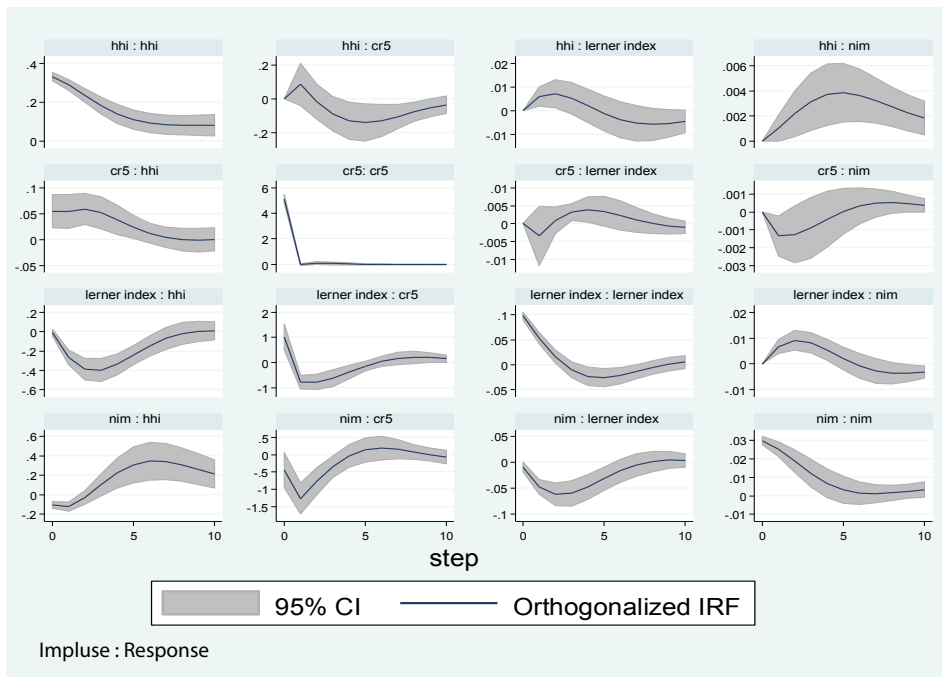 hhi : hhi
.4
.2
0
hhi : cr5
.2
0
-.2
hhi : lerner index
.02
.01
0
-.01
hhi : nim
.006
.004
.002
0
cr5 : hhi
.1
.05
0
-.05
cr5: cr5
6
4
2
0
cr5 : lerner index
.01
.005
0
-.005
-.01
cr5 : nim
.001
0
-.001
-.002
-.003
lerner index : hhi
.2
0
-.2
-.4
-.6
lerner index : cr5
2
1
0
-1
lerner index : lerner index
.1
.05
0
-.05
lerner index : nim
.02
.01
0
-.01
nim : hhi
.6
.4
.2
0
-.2
0 5 10
nim : cr5
.5
0
-.5
-1
-1.5
0 5 10
nim : lerner index
.05
0
-.05
-.1
0 5 10
nim : nim
.03
.02
.01
0
-.01
0 5 10
step
95% CI Orthogonalized IRF
Impluse : Response